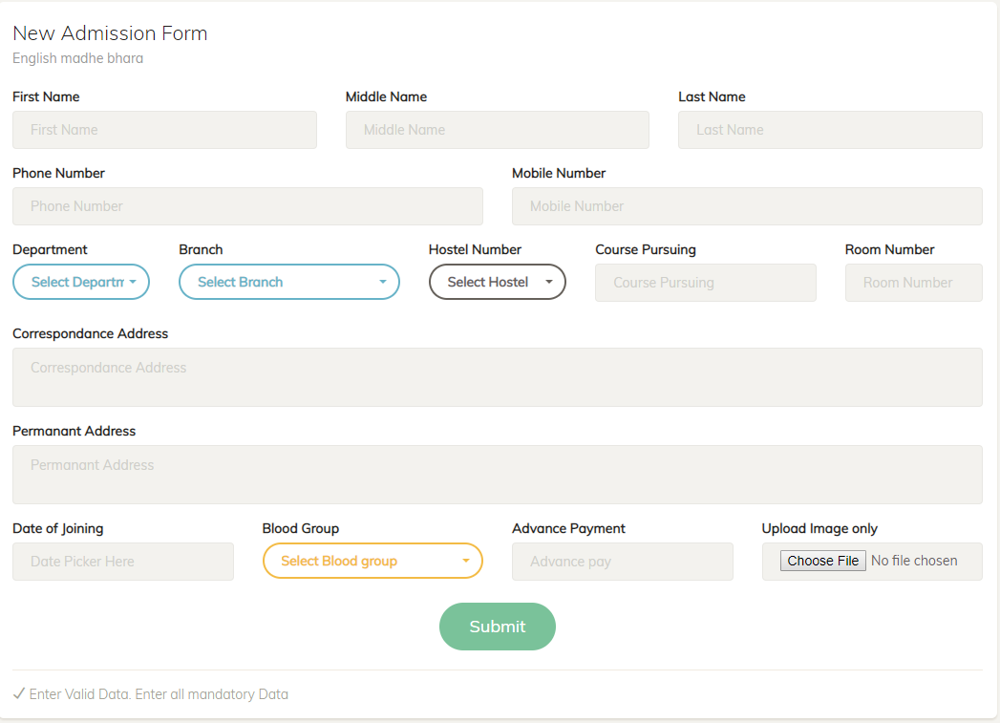 New Admission Form
English madhe bhara
First Name Middle Name Last Name
First Name Middle Name Last Name
Phone Number Mobile Number
Phone Number Mobile Number
Department Branch Hostel Number Course Pursuing Room Number
Select Departm Select Branch Select Hostel Course Pursuing Room Number
Correspondance Address
Correspondance Address
Permanant Address
Permanant Address
Date of Joining Blood Group Advance Payment Upload Image only
Date Picker Here Select Blood group Advance pay Choose File No file chosen
Submit
✓ Enter Valid Data. Enter all mandatory Data